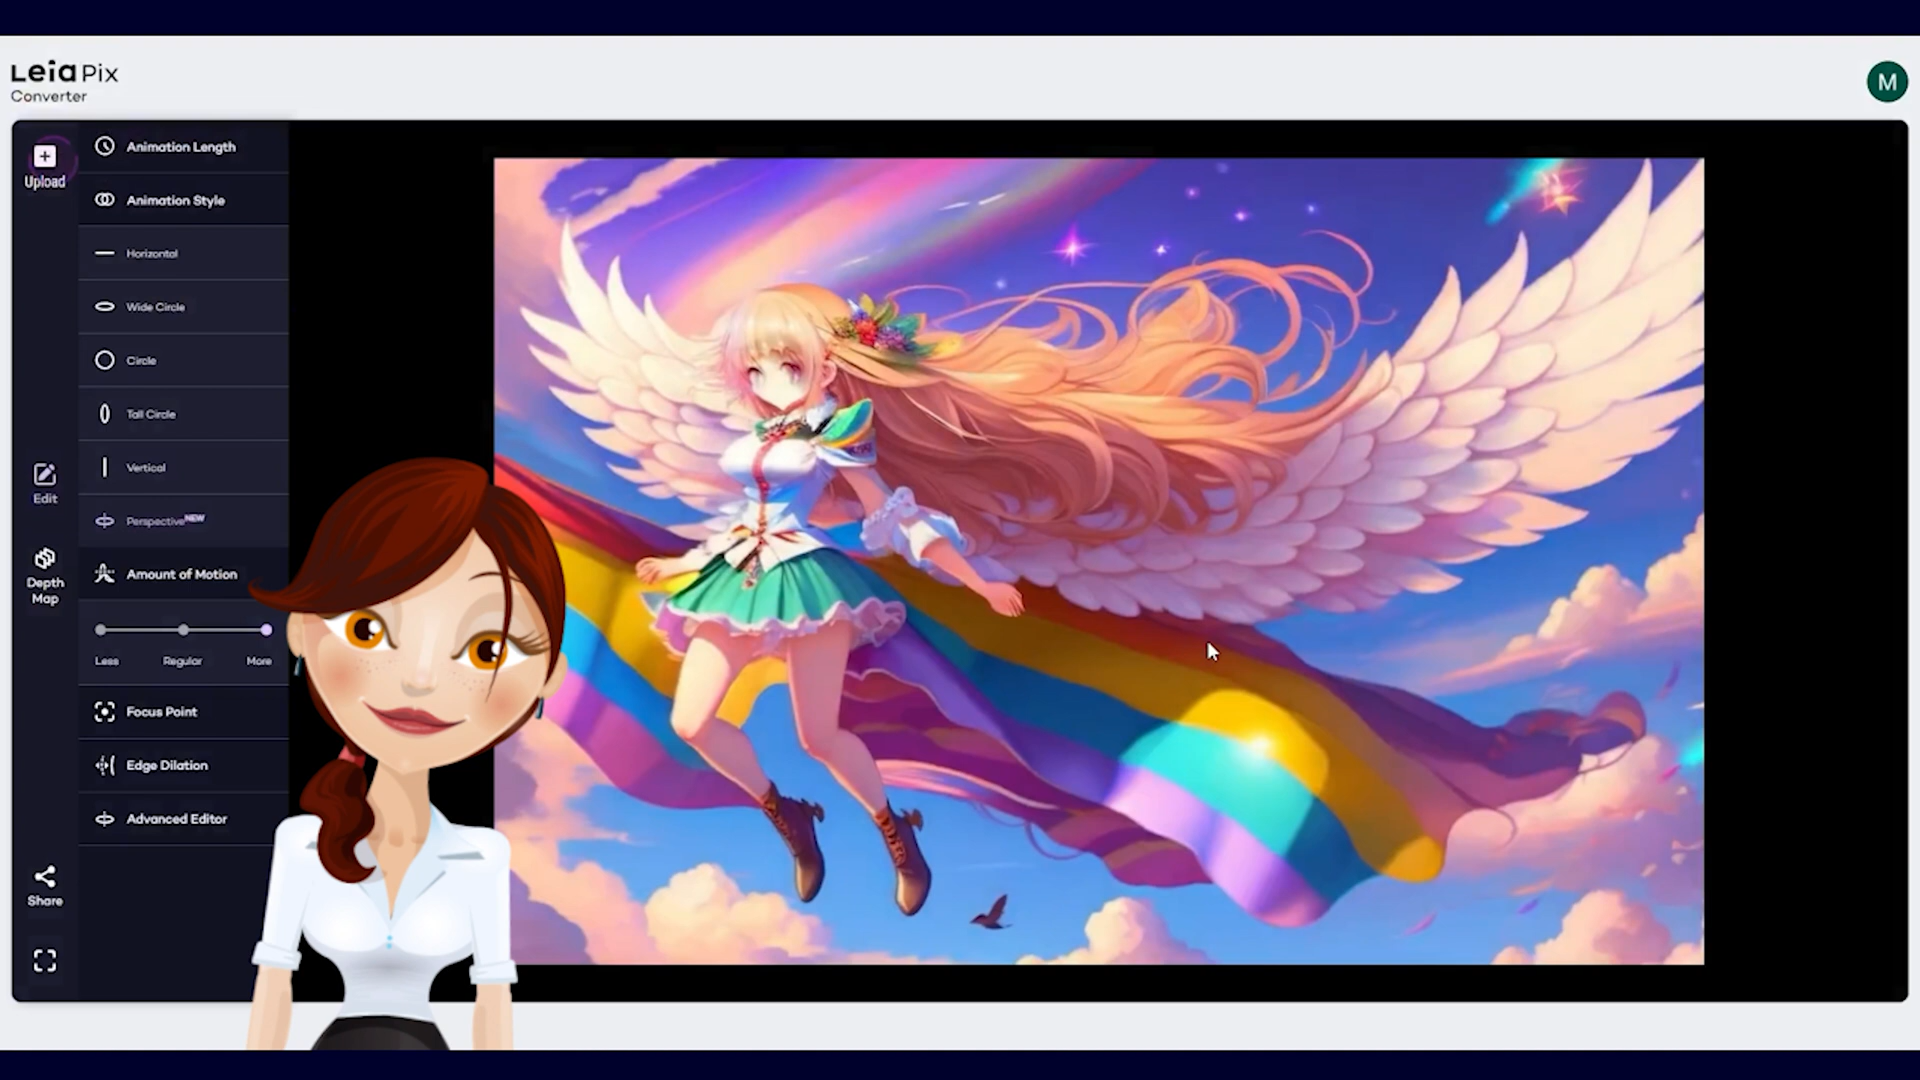 Leia Pix
Converter
M
Upload
Animation Length
Animation Style
Horizontal
Wide Circle
Circle
Tall Circle
Vertical
Edit
Perspective NEW
Depth
Map
Amount of Motion
Less Regular More
Focus Point
Edge Dilation
Advanced Editor
Share